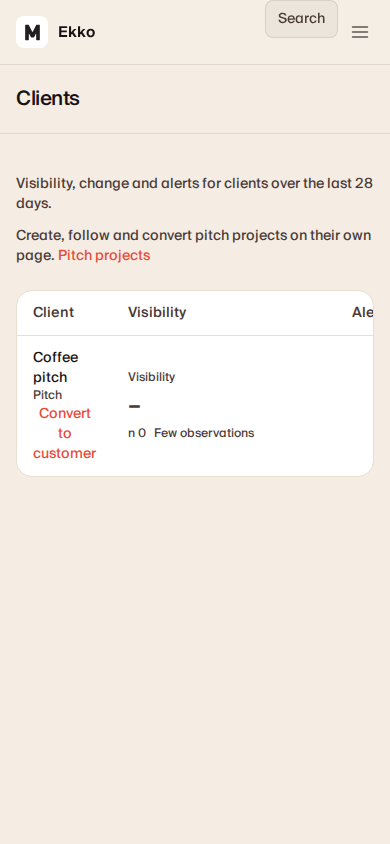 M Ekko
Search
Clients
Visibility, change and alerts for clients over the last 28
days.
Create, follow and convert pitch projects on their own
page. Pitch projects
Client Visibility Ale
Coffee
pitch
Pitch
Convert
to
customer
Visibility
–
n 0 Few observations